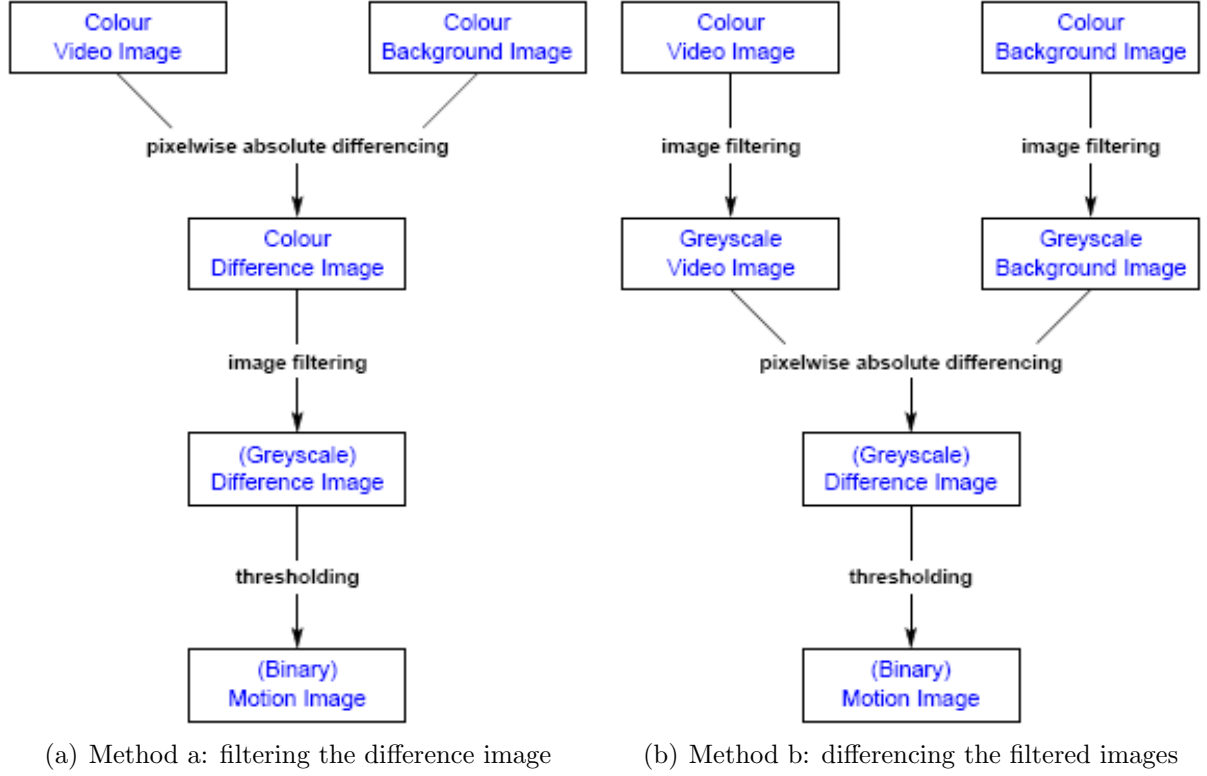 Colour
Video Image
Colour
Background Image
pixelwise absolute differencing
Colour
Difference Image
image filtering
(Greyscale)
Difference Image
thresholding
(Binary)
Motion Image
(a) Method a: filtering the difference image
Colour
Video Image
Colour
Background Image
image filtering
image filtering
Greyscale
Video Image
Greyscale
Background Image
pixelwise absolute differencing
(Greyscale)
Difference Image
thresholding
(Binary)
Motion Image
(b) Method b: differencing the filtered images